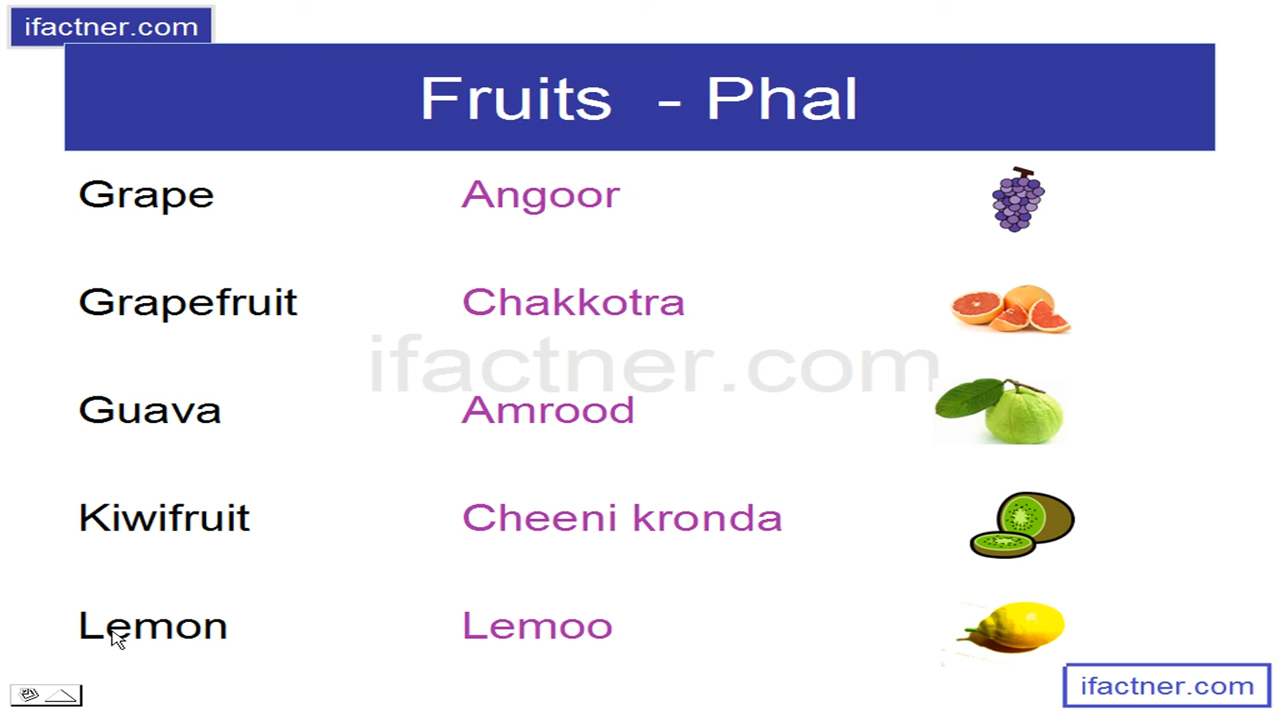 ifactner.com
Fruits - Phal
Grape Angoor
Grapefruit Chakkotra
ifactner.com
Guava Amrood
Kiwifruit Cheeni kronda
Lemon Lemoo
ifactner.com